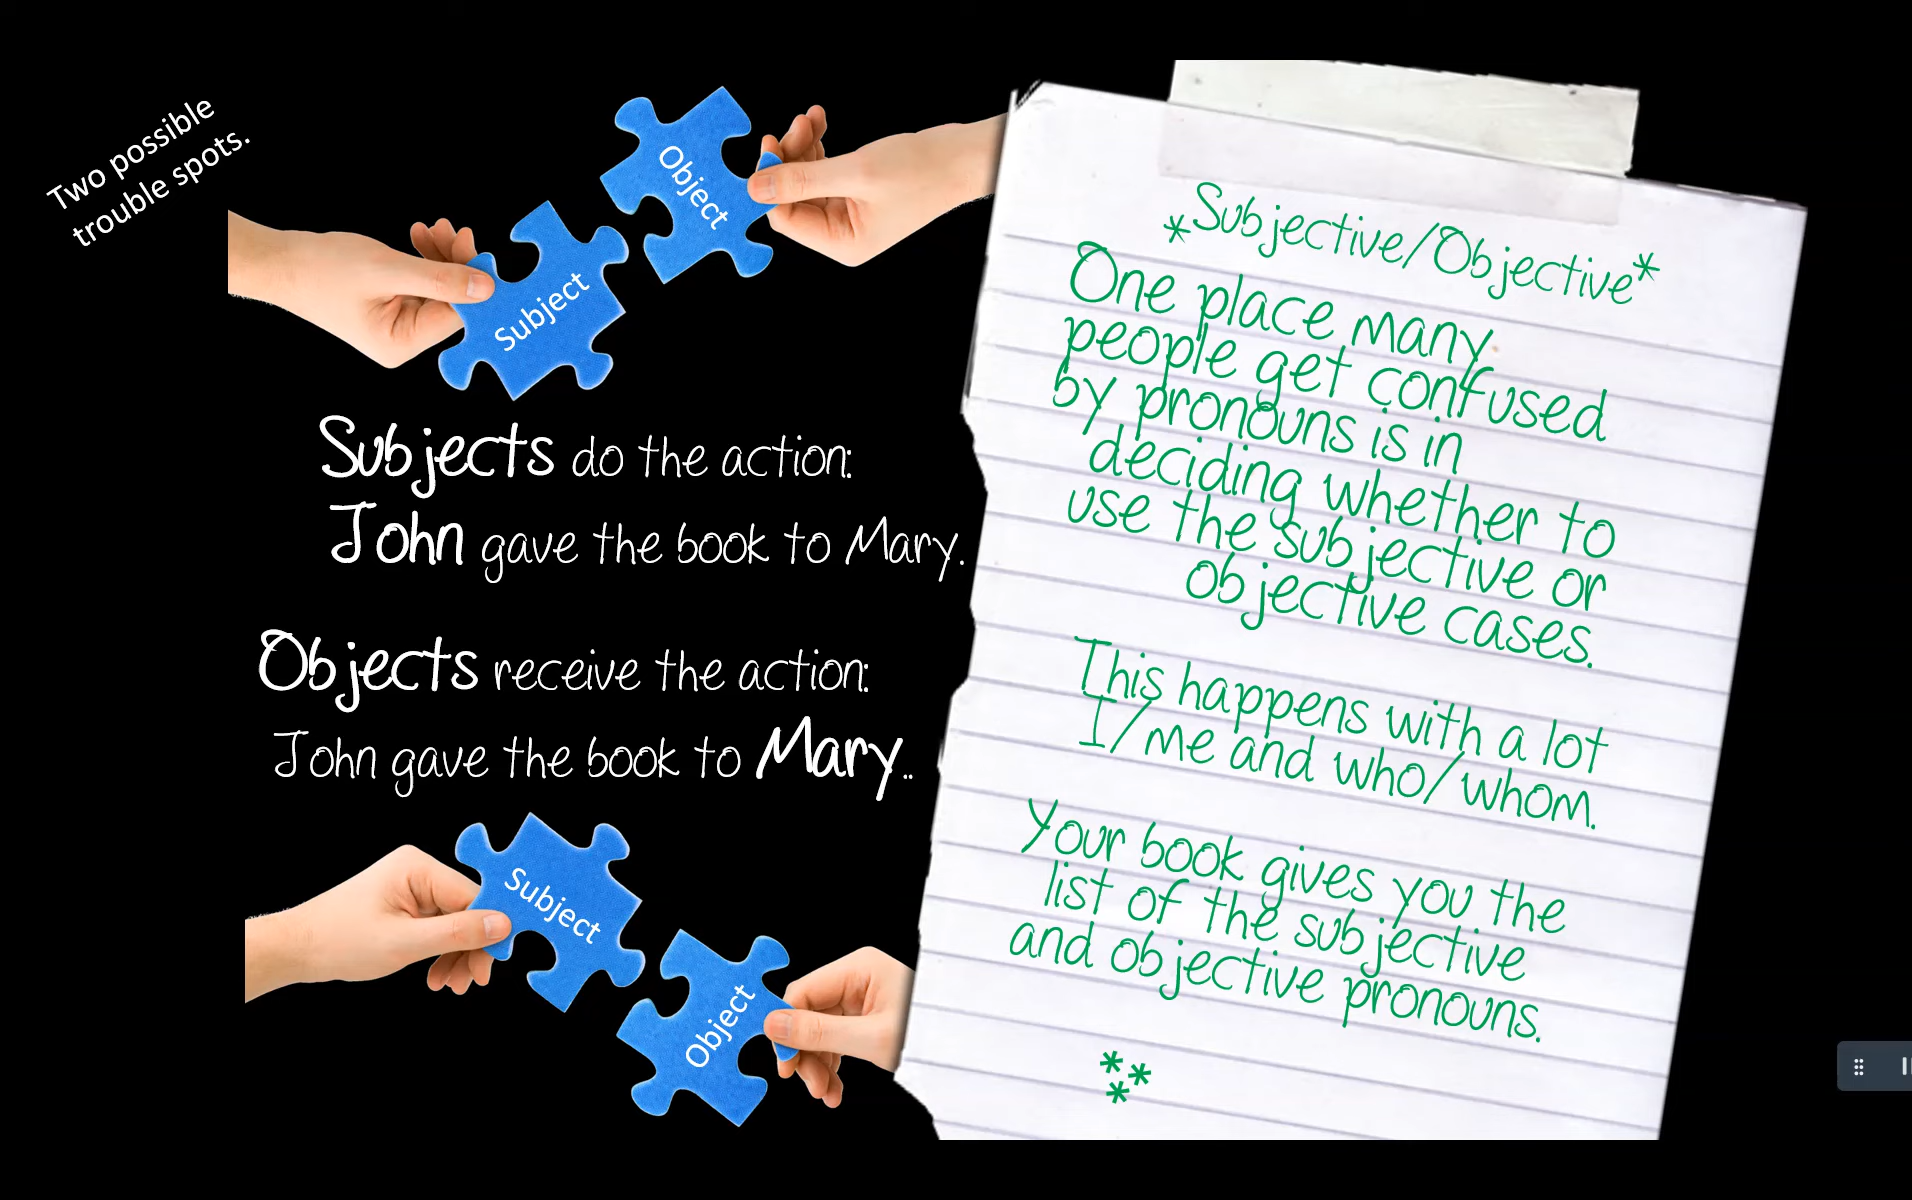 Two possible
trouble spots.
Object
Subject
Subjects do the action:
John gave the book to Mary.
Objects receive the action:
John gave the book to Mary..
Subject
Object
*Subjective/Objective*
One place many
people get confused
by pronouns is in
deciding whether to
use the subjective or
objective cases.
This happens with a lot
I/me and who/whom.
Your book gives you the
list of the subjective
and objective pronouns.
**
*